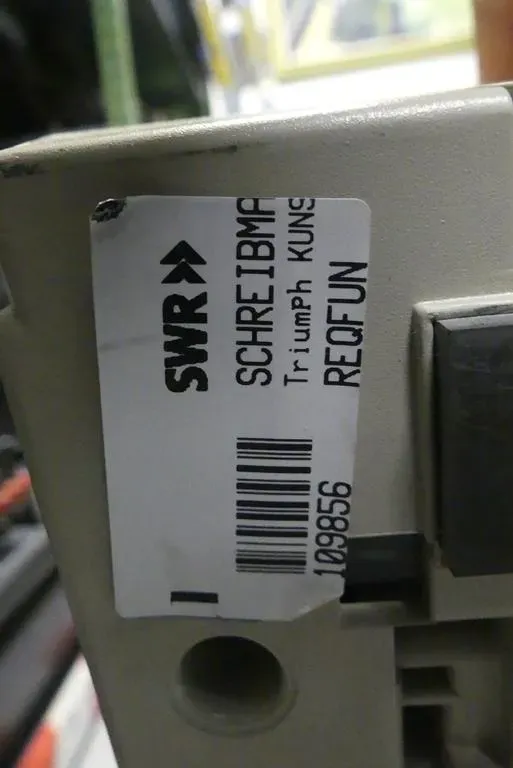 SWR»
SCHREIBMA
TriumPh KUNS
REQFUN
109856